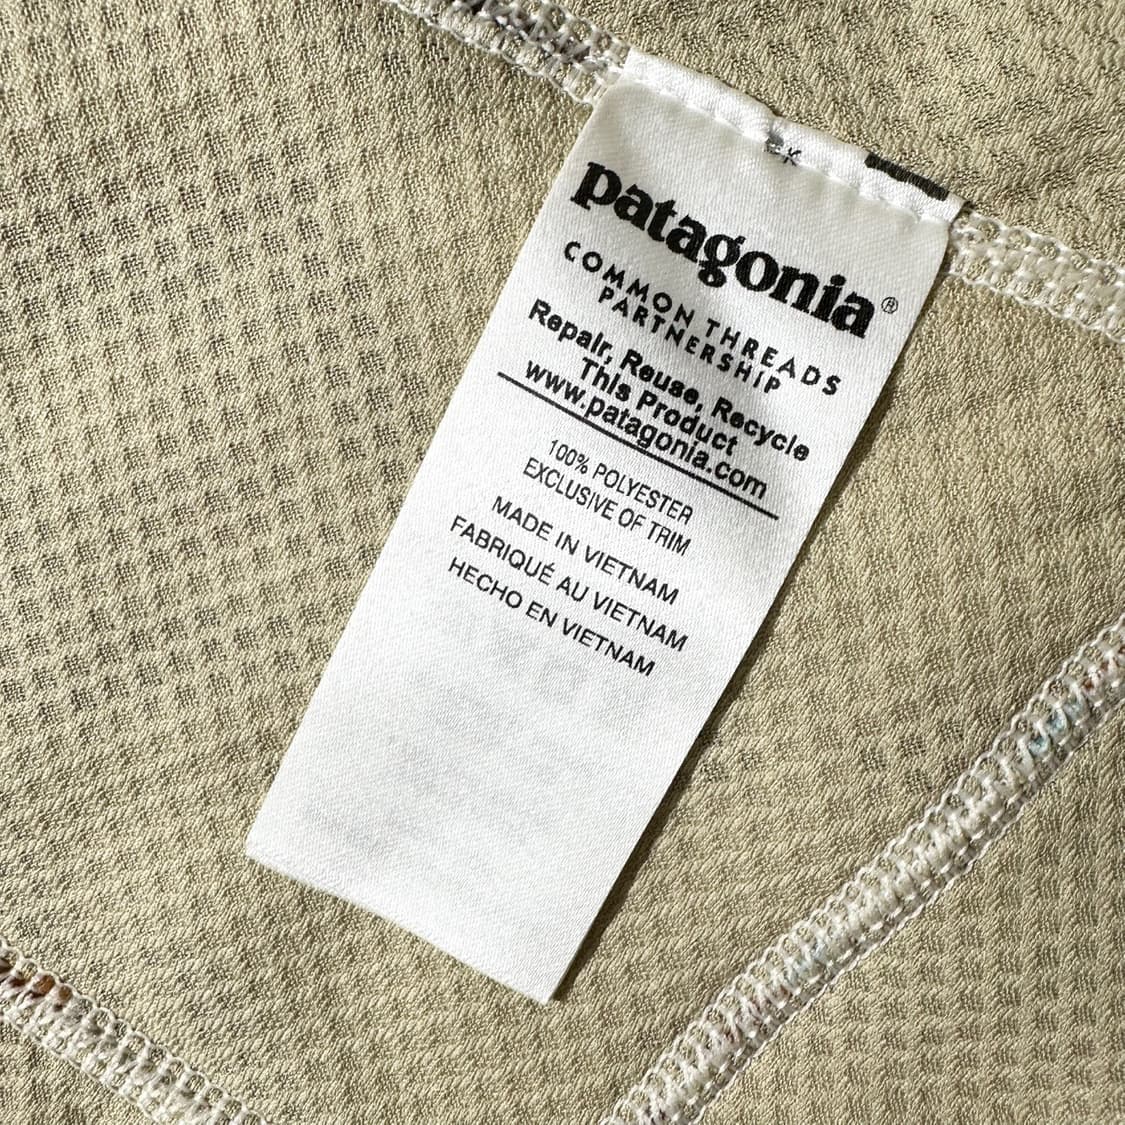 patagonia®
COMMON THREADS
PARTNERSHIP
Repair, Reuse, Recycle
This Product
www.patagonia.com
100% POLYESTER
EXCLUSIVE OF TRIM
MADE IN VIETNAM
FABRIQUÉ AU VIETNAM
HECHO EN VIETNAM